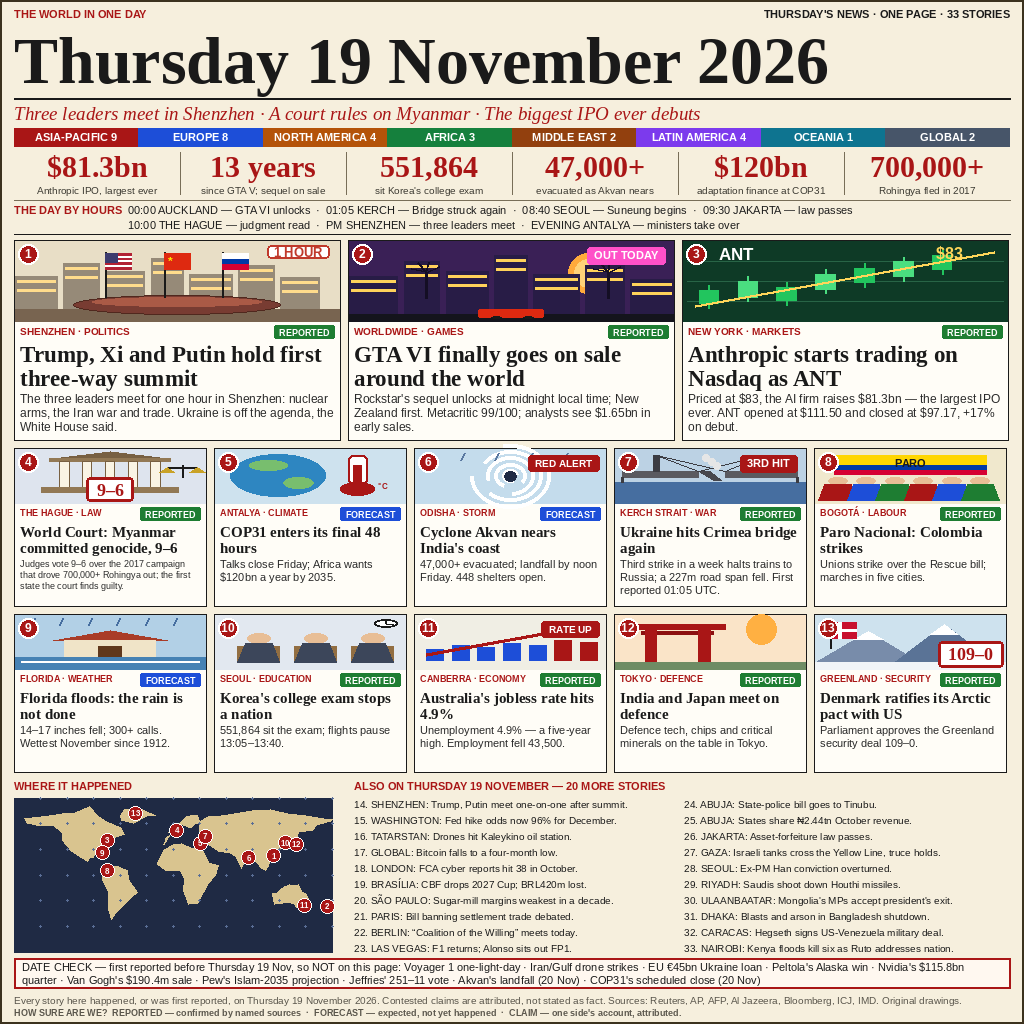 THE WORLD IN ONE DAY
THURSDAY'S NEWS · ONE PAGE · 33 STORIES
Thursday 19 November 2026
Three leaders meet in Shenzhen · A court rules on Myanmar · The biggest IPO ever debuts
ASIA-PACIFIC 9
EUROPE 8
NORTH AMERICA 4
AFRICA 3
MIDDLE EAST 2
LATIN AMERICA 4
OCEANIA 1
GLOBAL 2
$81.3bn
Anthropic IPO, largest ever
13 years
since GTA V; sequel on sale
551,864
sit Korea's college exam
47,000+
evacuated as Akvan nears
$120bn
adaptation finance at COP31
700,000+
Rohingya fled in 2017
THE DAY BY HOURS 00:00 AUCKLAND — GTA VI unlocks · 01:05 KERCH — Bridge struck again · 08:40 SEOUL — Suneung begins · 09:30 JAKARTA — law passes
10:00 THE HAGUE — judgment read · PM SHENZHEN — three leaders meet · EVENING ANTALYA — ministers take over
1
1 HOUR
SHENZHEN · POLITICS
REPORTED
Trump, Xi and Putin hold first
three-way summit
The three leaders meet for one hour in Shenzhen: nuclear
arms, the Iran war and trade. Ukraine is off the agenda, the
White House said.
2
OUT TODAY
WORLDWIDE · GAMES
REPORTED
GTA VI finally goes on sale
around the world
Rockstar's sequel unlocks at midnight local time; New
Zealand first. Metacritic 99/100; analysts see $1.65bn in
early sales.
3
ANT
$83
NEW YORK · MARKETS
REPORTED
Anthropic starts trading on
Nasdaq as ANT
Priced at $83, the AI firm raises $81.3bn — the largest IPO
ever. ANT opened at $111.50 and closed at $97.17, +17%
on debut.
4
9–6
THE HAGUE · LAW
REPORTED
World Court: Myanmar
committed genocide, 9–6
Judges vote 9–6 over the 2017 campaign
that drove 700,000+ Rohingya out; the first
state the court finds guilty.
5
°C
ANTALYA · CLIMATE
FORECAST
COP31 enters its final 48
hours
Talks close Friday; Africa wants
$120bn a year by 2035.
6
RED ALERT
ODISHA · STORM
FORECAST
Cyclone Akvan nears
India's coast
47,000+ evacuated; landfall by noon
Friday. 448 shelters open.
7
3RD HIT
KERCH STRAIT · WAR
REPORTED
Ukraine hits Crimea bridge
again
Third strike in a week halts trains to
Russia; a 227m road span fell. First
reported 01:05 UTC.
8
PARO
BOGOTÁ · LABOUR
REPORTED
Paro Nacional: Colombia
strikes
Unions strike over the Rescue bill;
marches in five cities.
9
FLORIDA · WEATHER
FORECAST
Florida floods: the rain is
not done
14–17 inches fell; 300+ calls.
Wettest November since 1912.
10
SEOUL · EDUCATION
REPORTED
Korea's college exam stops
a nation
551,864 sit the exam; flights pause
13:05–13:40.
11
RATE UP
CANBERRA · ECONOMY
REPORTED
Australia's jobless rate hits
4.9%
Unemployment 4.9% — a five-year
high. Employment fell 43,500.
12
TOKYO · DEFENCE
REPORTED
India and Japan meet on
defence
Defence tech, chips and critical
minerals on the table in Tokyo.
13
109–0
GREENLAND · SECURITY
REPORTED
Denmark ratifies its Arctic
pact with US
Parliament approves the Greenland
security deal 109–0.
WHERE IT HAPPENED
13
4
7
3
9
8
6
1
10
12
11
2
ALSO ON THURSDAY 19 NOVEMBER — 20 MORE STORIES
14. SHENZHEN: Trump, Putin meet one-on-one after summit.
15. WASHINGTON: Fed hike odds now 96% for December.
16. TATARSTAN: Drones hit Kaleykino oil station.
17. GLOBAL: Bitcoin falls to a four-month low.
18. LONDON: FCA cyber reports hit 38 in October.
19. BRASÍLIA: CBF drops 2027 Cup; BRL420m lost.
20. SÃO PAULO: Sugar-mill margins weakest in a decade.
21. PARIS: Bill banning settlement trade debated.
22. BERLIN: “Coalition of the Willing” meets today.
23. LAS VEGAS: F1 returns; Alonso sits out FP1.
24. ABUJA: State-police bill goes to Tinubu.
25. ABUJA: States share ₦2.44tn October revenue.
26. JAKARTA: Asset-forfeiture law passes.
27. GAZA: Israeli tanks cross the Yellow Line, truce holds.
28. SEOUL: Ex-PM Han conviction overturned.
29. RIYADH: Saudis shoot down Houthi missiles.
30. ULAANBAATAR: Mongolia's MPs accept president's exit.
31. DHAKA: Blasts and arson in Bangladesh shutdown.
32. CARACAS: Hegseth signs US-Venezuela military deal.
33. NAIROBI: Kenya floods kill six as Ruto addresses nation.
DATE CHECK — first reported before Thursday 19 Nov, so NOT on this page: Voyager 1 one-light-day · Iran/Gulf drone strikes · EU €45bn Ukraine loan · Peltola's Alaska win · Nvidia's $115.8bn
quarter · Van Gogh's $190.4m sale · Pew's Islam-2035 projection · Jeffries' 251–11 vote · Akvan's landfall (20 Nov) · COP31's scheduled close (20 Nov)
Every story here happened, or was first reported, on Thursday 19 November 2026. Contested claims are attributed, not stated as fact. Sources: Reuters, AP, AFP, Al Jazeera, Bloomberg, ICJ, IMD. Original drawings.
HOW SURE ARE WE? REPORTED — confirmed by named sources · FORECAST — expected, not yet happened · CLAIM — one side's account, attributed.